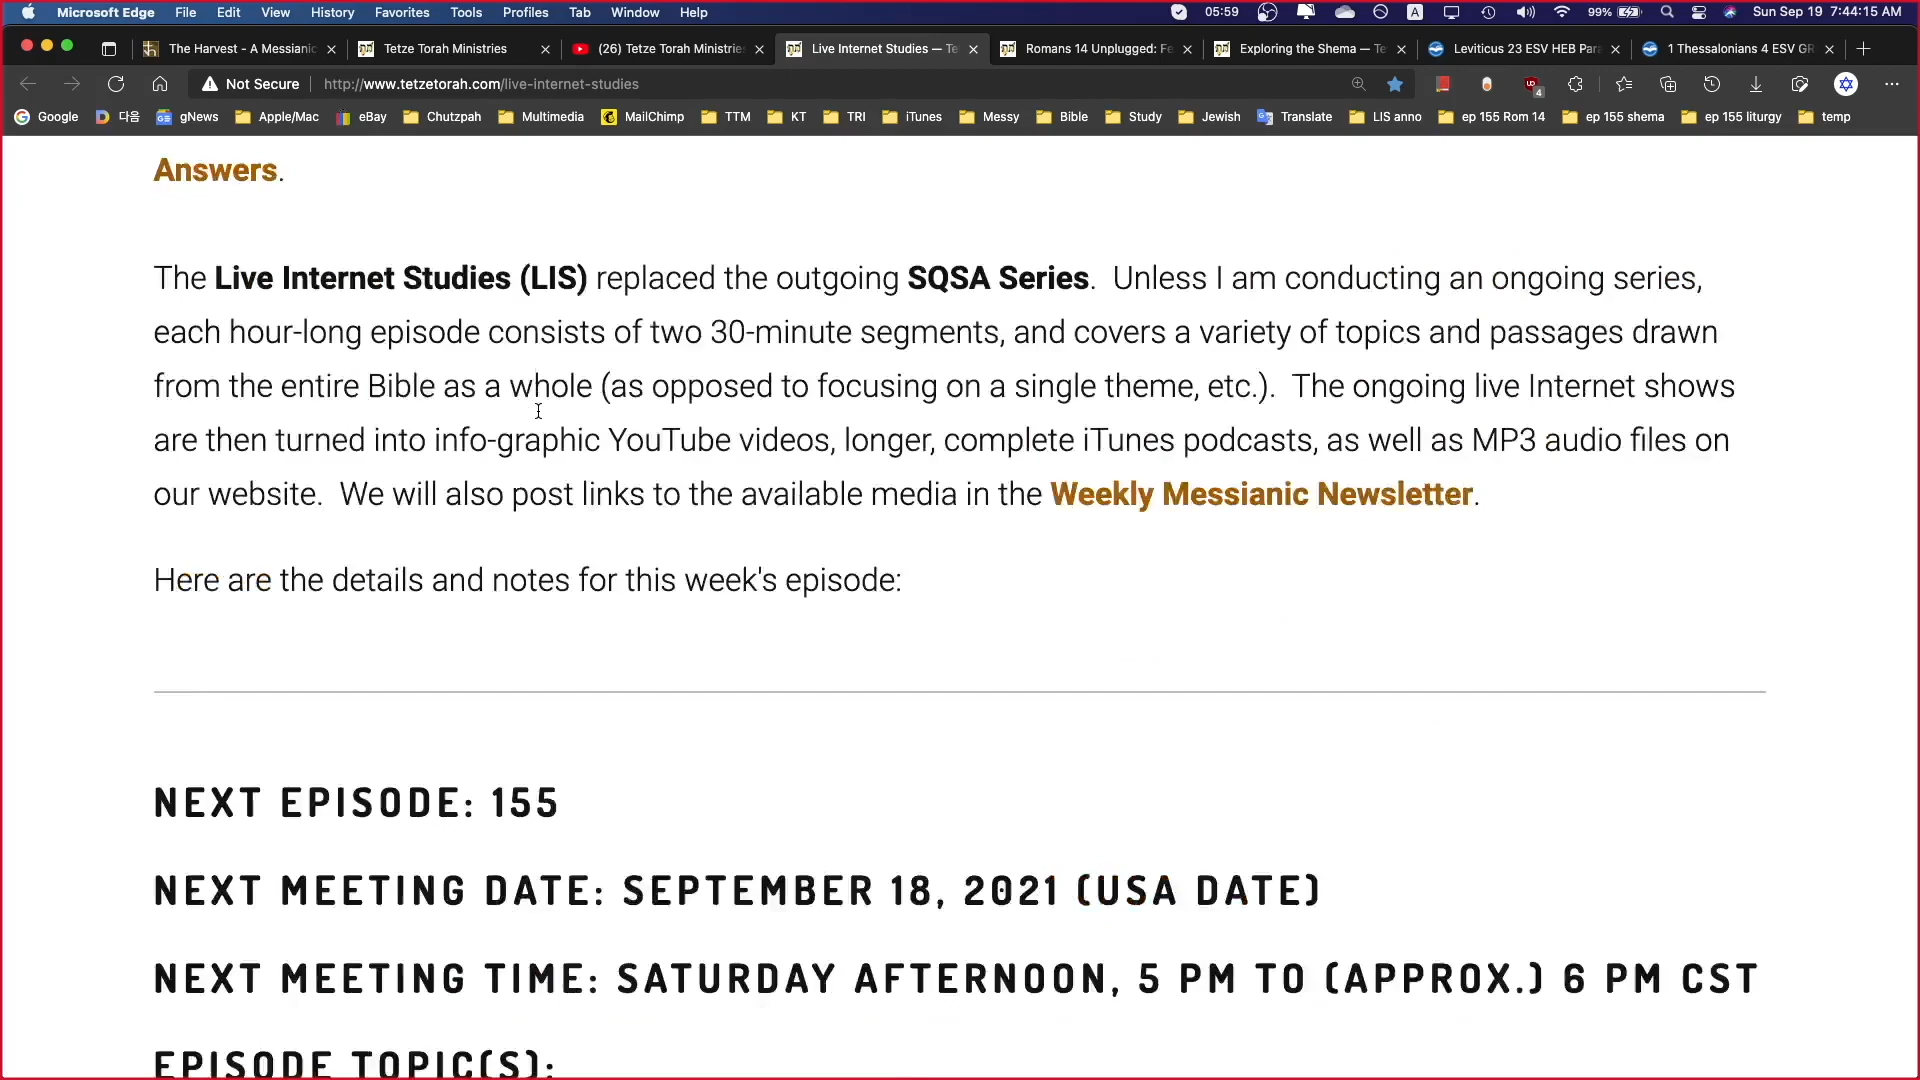 Microsoft Edge File Edit View History Favorites Tools Profiles Tab Window Help 05:59 A 99% Sun Sep 19 7:44:15 AM
The Harvest - A Messianic Tetze Torah Ministries (26) Tetze Torah Ministrie Live Internet Studies — Te Romans 14 Unplugged: Fe Exploring the Shema — Te Leviticus 23 ESV HEB Para 1 Thessalonians 4 ESV GR
Not Secure http://www.tetzetorah.com/live-internet-studies 4
Google 다음 gNews Apple/Mac eBay Chutzpah Multimedia MailChimp TTM KT TRI iTunes Messy Bible Study Jewish Translate LIS anno ep 155 Rom 14 ep 155 shema ep 155 liturgy temp
Answers.
The Live Internet Studies (LIS) replaced the outgoing SQSA Series. Unless I am conducting an ongoing series,
each hour-long episode consists of two 30-minute segments, and covers a variety of topics and passages drawn
from the entire Bible as a whole (as opposed to focusing on a single theme, etc.). The ongoing live Internet shows
are then turned into info-graphic YouTube videos, longer, complete iTunes podcasts, as well as MP3 audio files on
our website. We will also post links to the available media in the Weekly Messianic Newsletter.
Here are the details and notes for this week's episode:
NEXT EPISODE: 155
NEXT MEETING DATE: SEPTEMBER 18, 2021 (USA DATE)
NEXT MEETING TIME: SATURDAY AFTERNOON, 5 PM TO (APPROX.) 6 PM CST
EPISODE TOPIC(S):